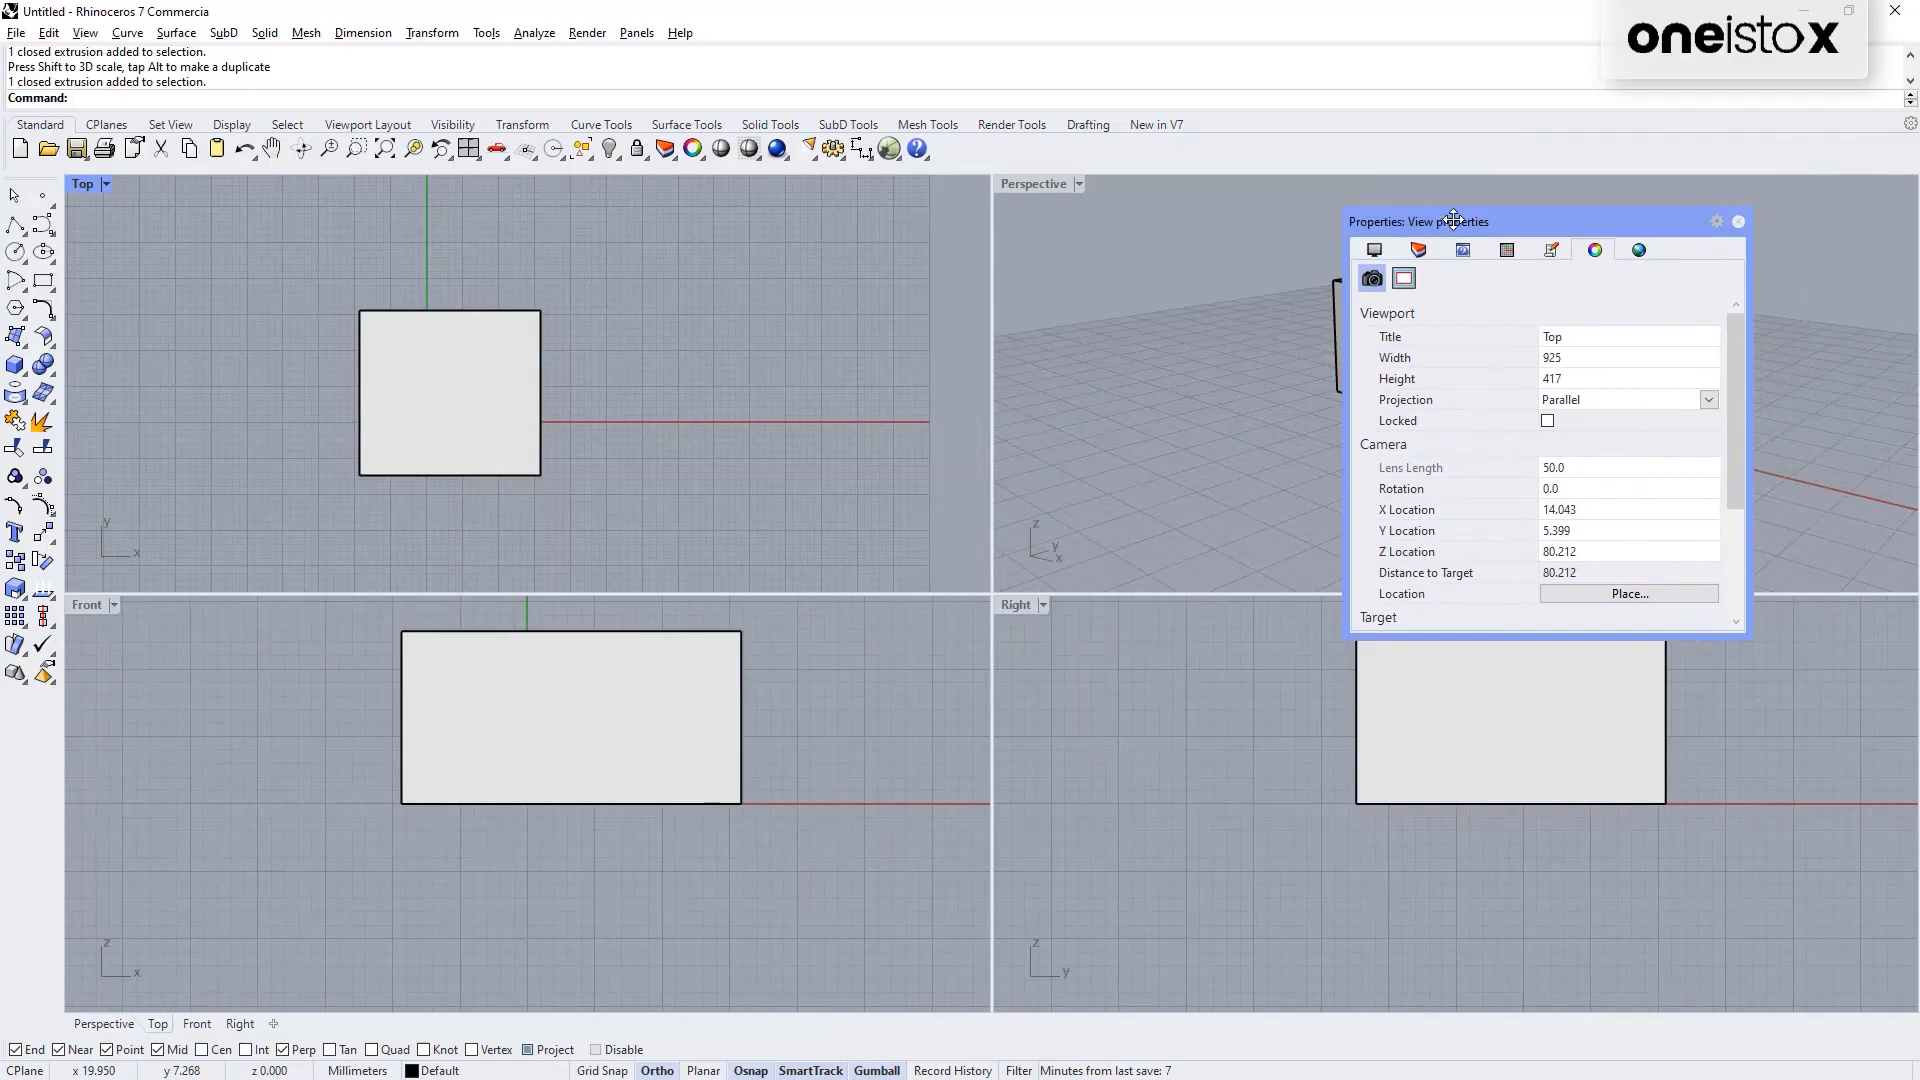 Untitled - Rhinoceros 7 Commercia
oneistox
File Edit View Curve Surface SubD Solid Mesh Dimension Transform Tools Analyze Render Panels Help
1 closed extrusion added to selection.
Press Shift to 3D scale, tap Alt to make a duplicate
1 closed extrusion added to selection.
Command:
Standard CPlanes Set View Display Select Viewport Layout Visibility Transform Curve Tools Surface Tools Solid Tools SubD Tools Mesh Tools Render Tools Drafting New in V7
Top
Perspective
Properties: View properties
Viewport
Title Top
Width 925
Height 417
Projection Parallel
Locked
Camera
Lens Length 50.0
Rotation 0.0
X Location 14.043
Y Location 5.399
Z Location 80.212
Distance to Target 80.212
Location Place...
Target
y
x
z
y
x
Front
Right
z
x
z
y
Perspective Top Front Right
End Near Point Mid Cen Int Perp Tan Quad Knot Vertex Project Disable
CPlane x 19.950 y 7.268 z 0.000 Millimeters Default Grid Snap Ortho Planar Osnap SmartTrack Gumball Record History Filter Minutes from last save: 7